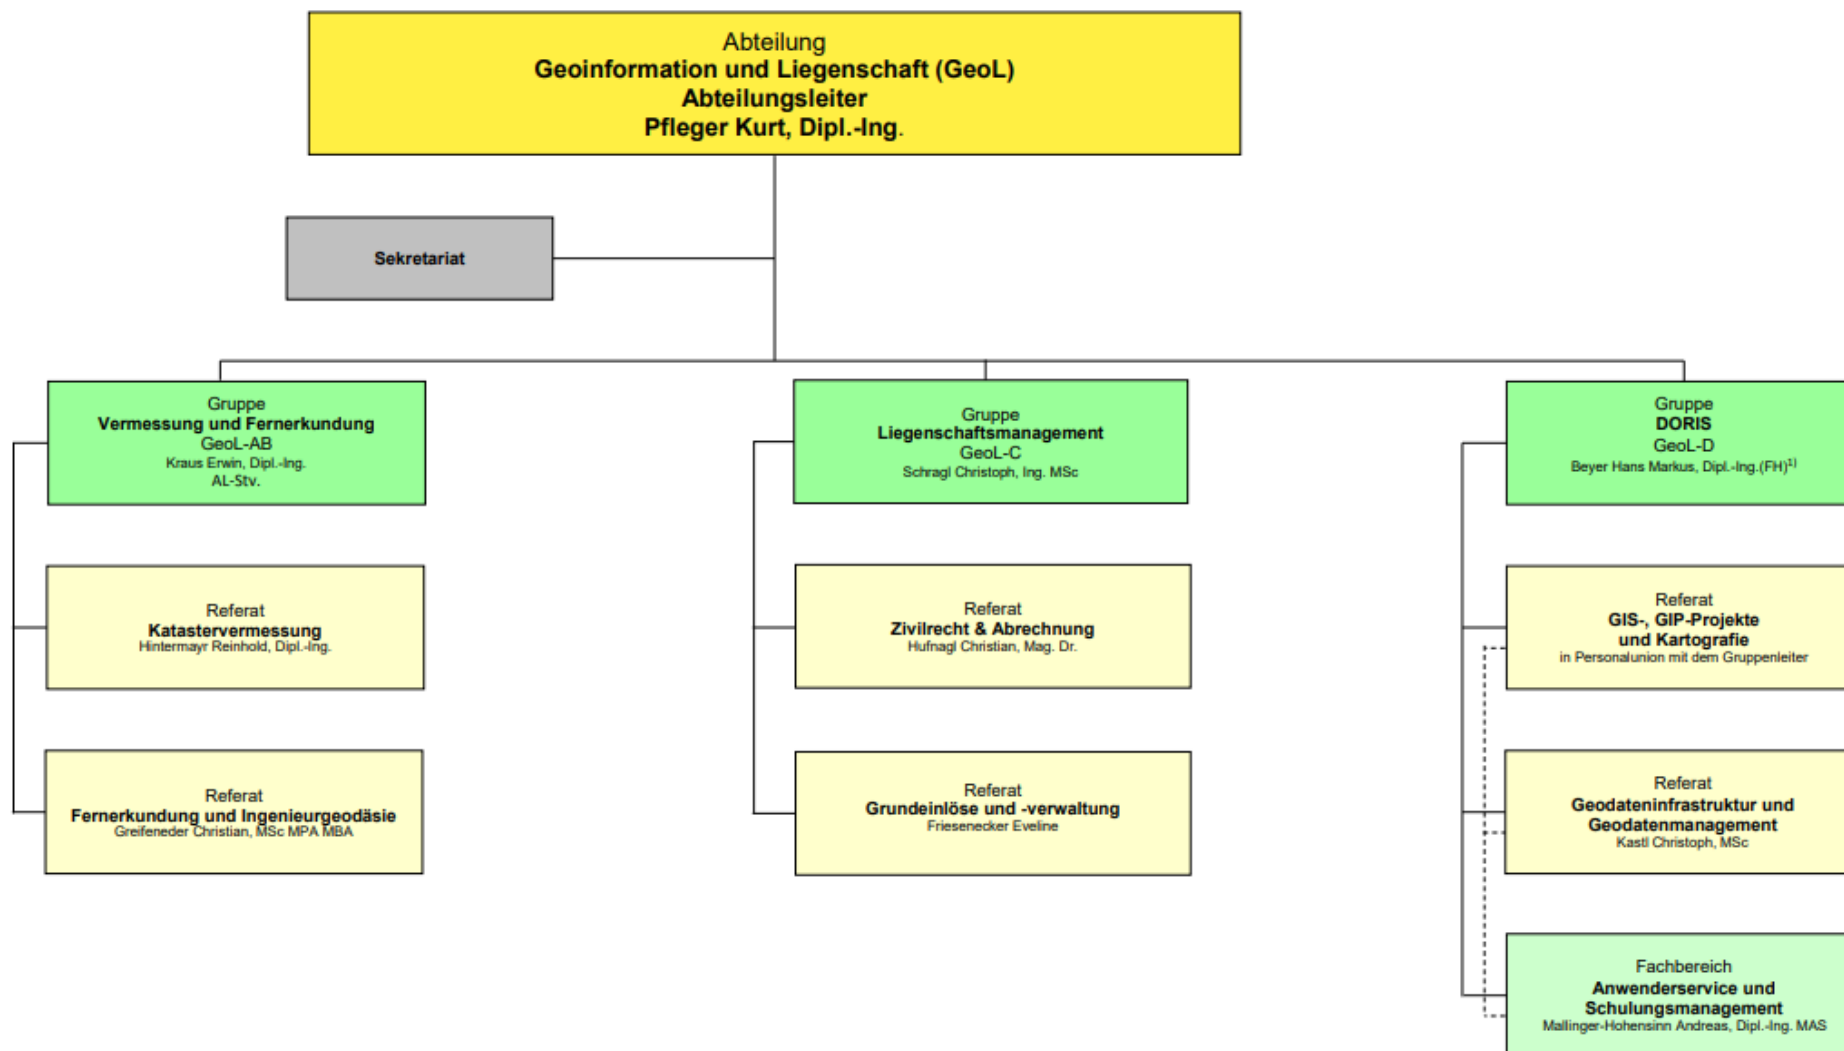 Abteilung
Geoinformation und Liegenschaft (GeoL)
Abteilungsleiter
Pfleger Kurt, Dipl.-Ing.
Sekretariat
Gruppe
Vermessung und Fernerkundung
GeoL-AB
Kraus Erwin, Dipl.-Ing.
AL-Stv.
Gruppe
Liegenschaftsmanagement
GeoL-C
Schragl Christoph, Ing. MSc
Gruppe
DORIS
GeoL-D
Beyer Hans Markus, Dipl.-Ing.(FH)¹⁾
Referat
Katastervermessung
Hintermayr Reinhold, Dipl.-Ing.
Referat
Zivilrecht & Abrechnung
Hufnagl Christian, Mag. Dr.
Referat
GIS-, GIP-Projekte
und Kartografie
in Personalunion mit dem Gruppenleiter
Referat
Fernerkundung und Ingenieurgeodäsie
Greifeneder Christian, MSc MPA MBA
Referat
Grundeinlöse und -verwaltung
Friesenecker Eveline
Referat
Geodateninfrastruktur und
Geodatenmanagement
Kastl Christoph, MSc
Fachbereich
Anwenderservice und
Schulungsmanagement
Mallinger-Hohensinn Andreas, Dipl.-Ing. MAS